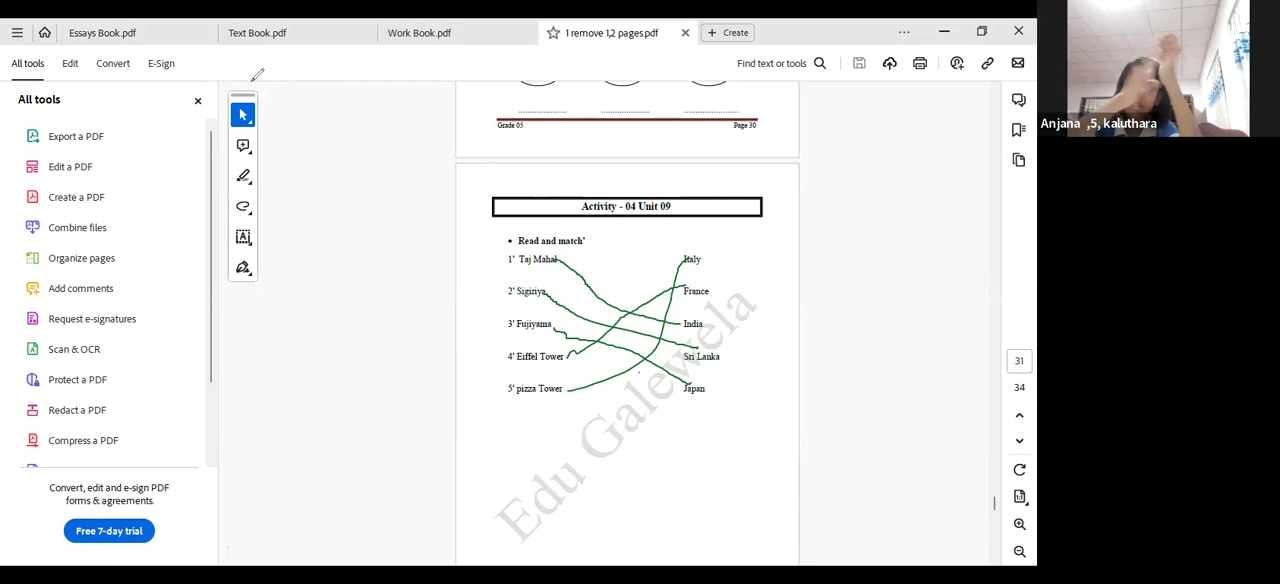 Essays Book.pdf
Text Book.pdf
Work Book.pdf
1 remove 1,2 pages.pdf
+ Create
All tools
Edit
Convert
E-Sign
Find text or tools
All tools
Export a PDF
Edit a PDF
Create a PDF
Combine files
Organize pages
Add comments
Request e-signatures
Scan & OCR
Protect a PDF
Redact a PDF
Compress a PDF
Convert, edit and e-sign PDF
forms & agreements.
Free 7-day trial
Grade 05 Page 30
Activity - 04 Unit 09
• Read and match'
1' Taj Mahal Italy
2' Sigiriya France
3' Fujiyama India
4' Eiffel Tower Sri Lanka
5' pizza Tower Japan
Edu Galewela
31
34
Anjana ,5, kaluthara